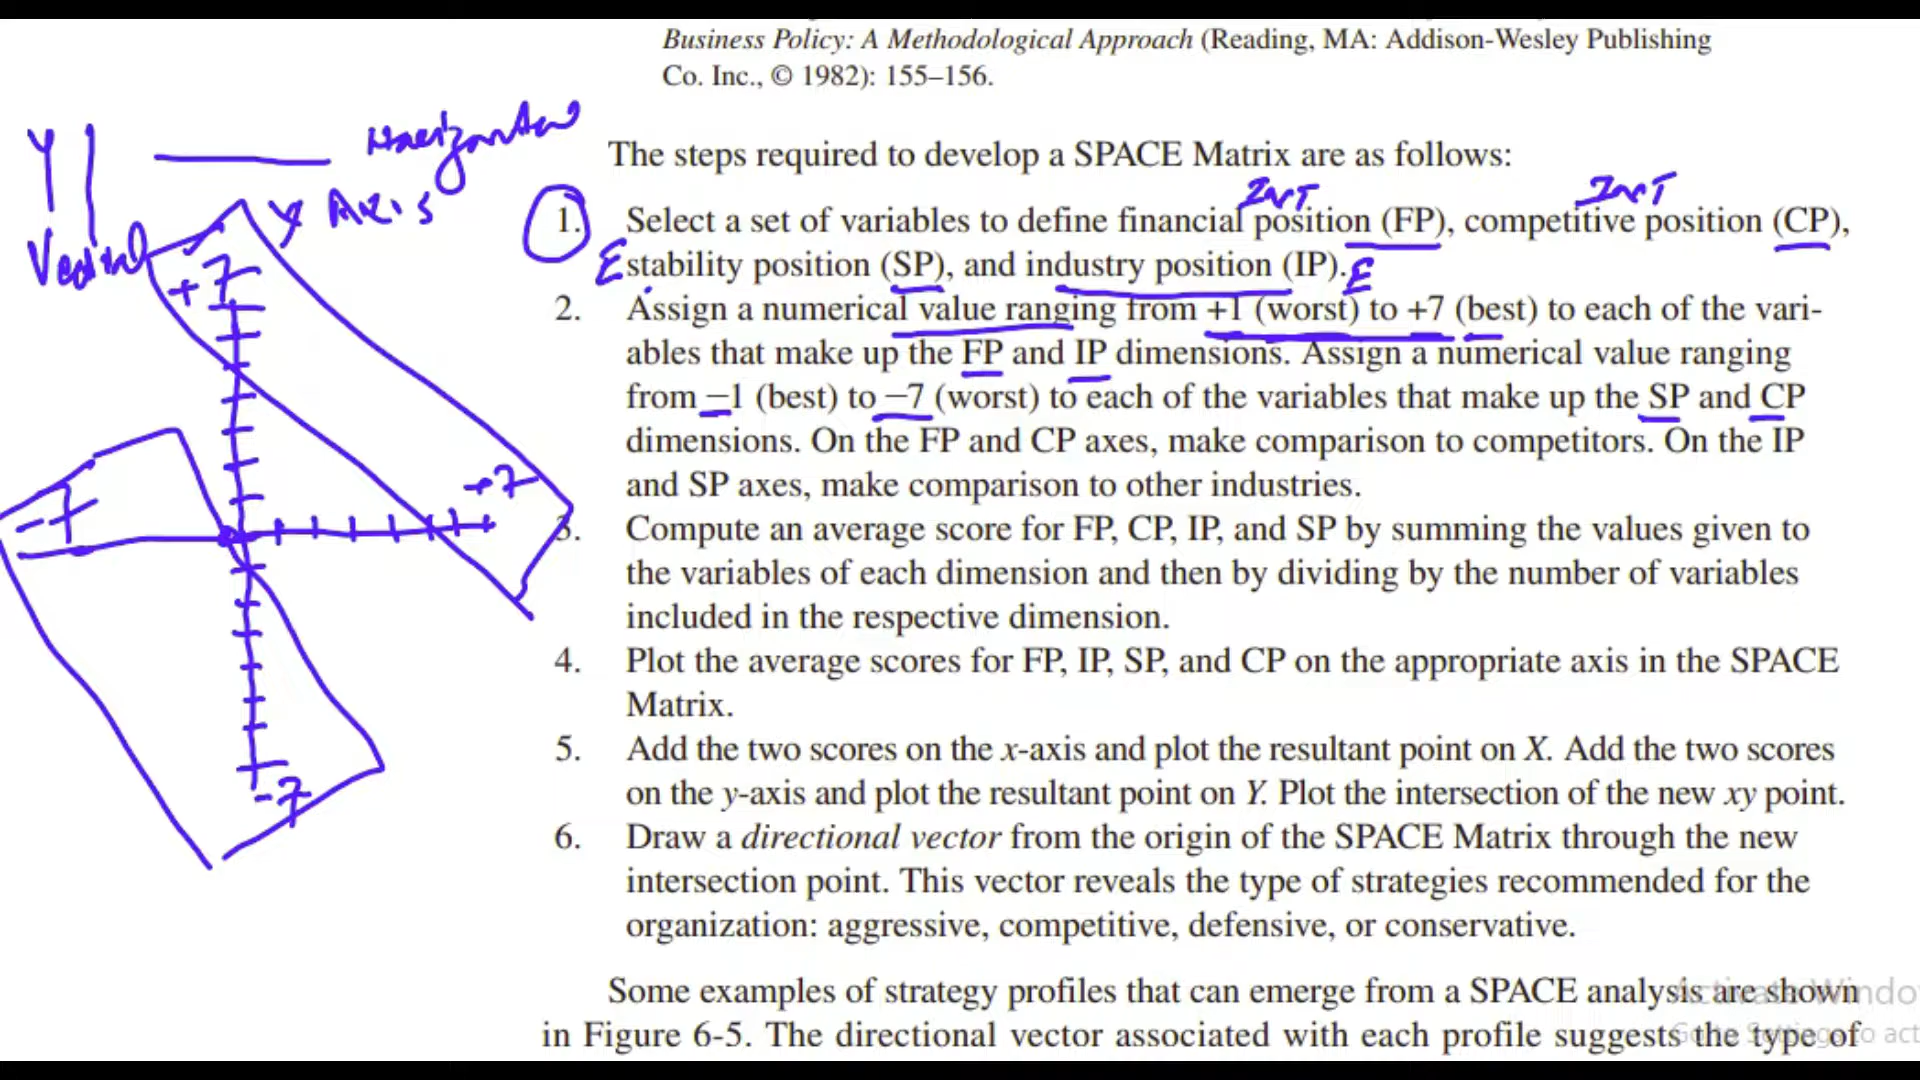 Business Policy: A Methodological Approach (Reading, MA: Addison-Wesley Publishing
Co. Inc., © 1982): 155–156.
Y
Horizontal
The steps required to develop a SPACE Matrix are as follows:
X Axis
Int Int
1. Select a set of variables to define financial position (FP), competitive position (CP),
Vertical
E stability position (SP), and industry position (IP). E
+7
2. Assign a numerical value ranging from +1 (worst) to +7 (best) to each of the vari-
ables that make up the FP and IP dimensions. Assign a numerical value ranging
from −1 (best) to −7 (worst) to each of the variables that make up the SP and CP
dimensions. On the FP and CP axes, make comparison to competitors. On the IP
and SP axes, make comparison to other industries.
+7
-7
3. Compute an average score for FP, CP, IP, and SP by summing the values given to
the variables of each dimension and then by dividing by the number of variables
included in the respective dimension.
4. Plot the average scores for FP, IP, SP, and CP on the appropriate axis in the SPACE
Matrix.
5. Add the two scores on the x-axis and plot the resultant point on X. Add the two scores
on the y-axis and plot the resultant point on Y. Plot the intersection of the new xy point.
-7
6. Draw a directional vector from the origin of the SPACE Matrix through the new
intersection point. This vector reveals the type of strategies recommended for the
organization: aggressive, competitive, defensive, or conservative.
Some examples of strategy profiles that can emerge from a SPACE analysis are shown
in Figure 6-5. The directional vector associated with each profile suggests the type of
Activate Windo
Go to Settings to act